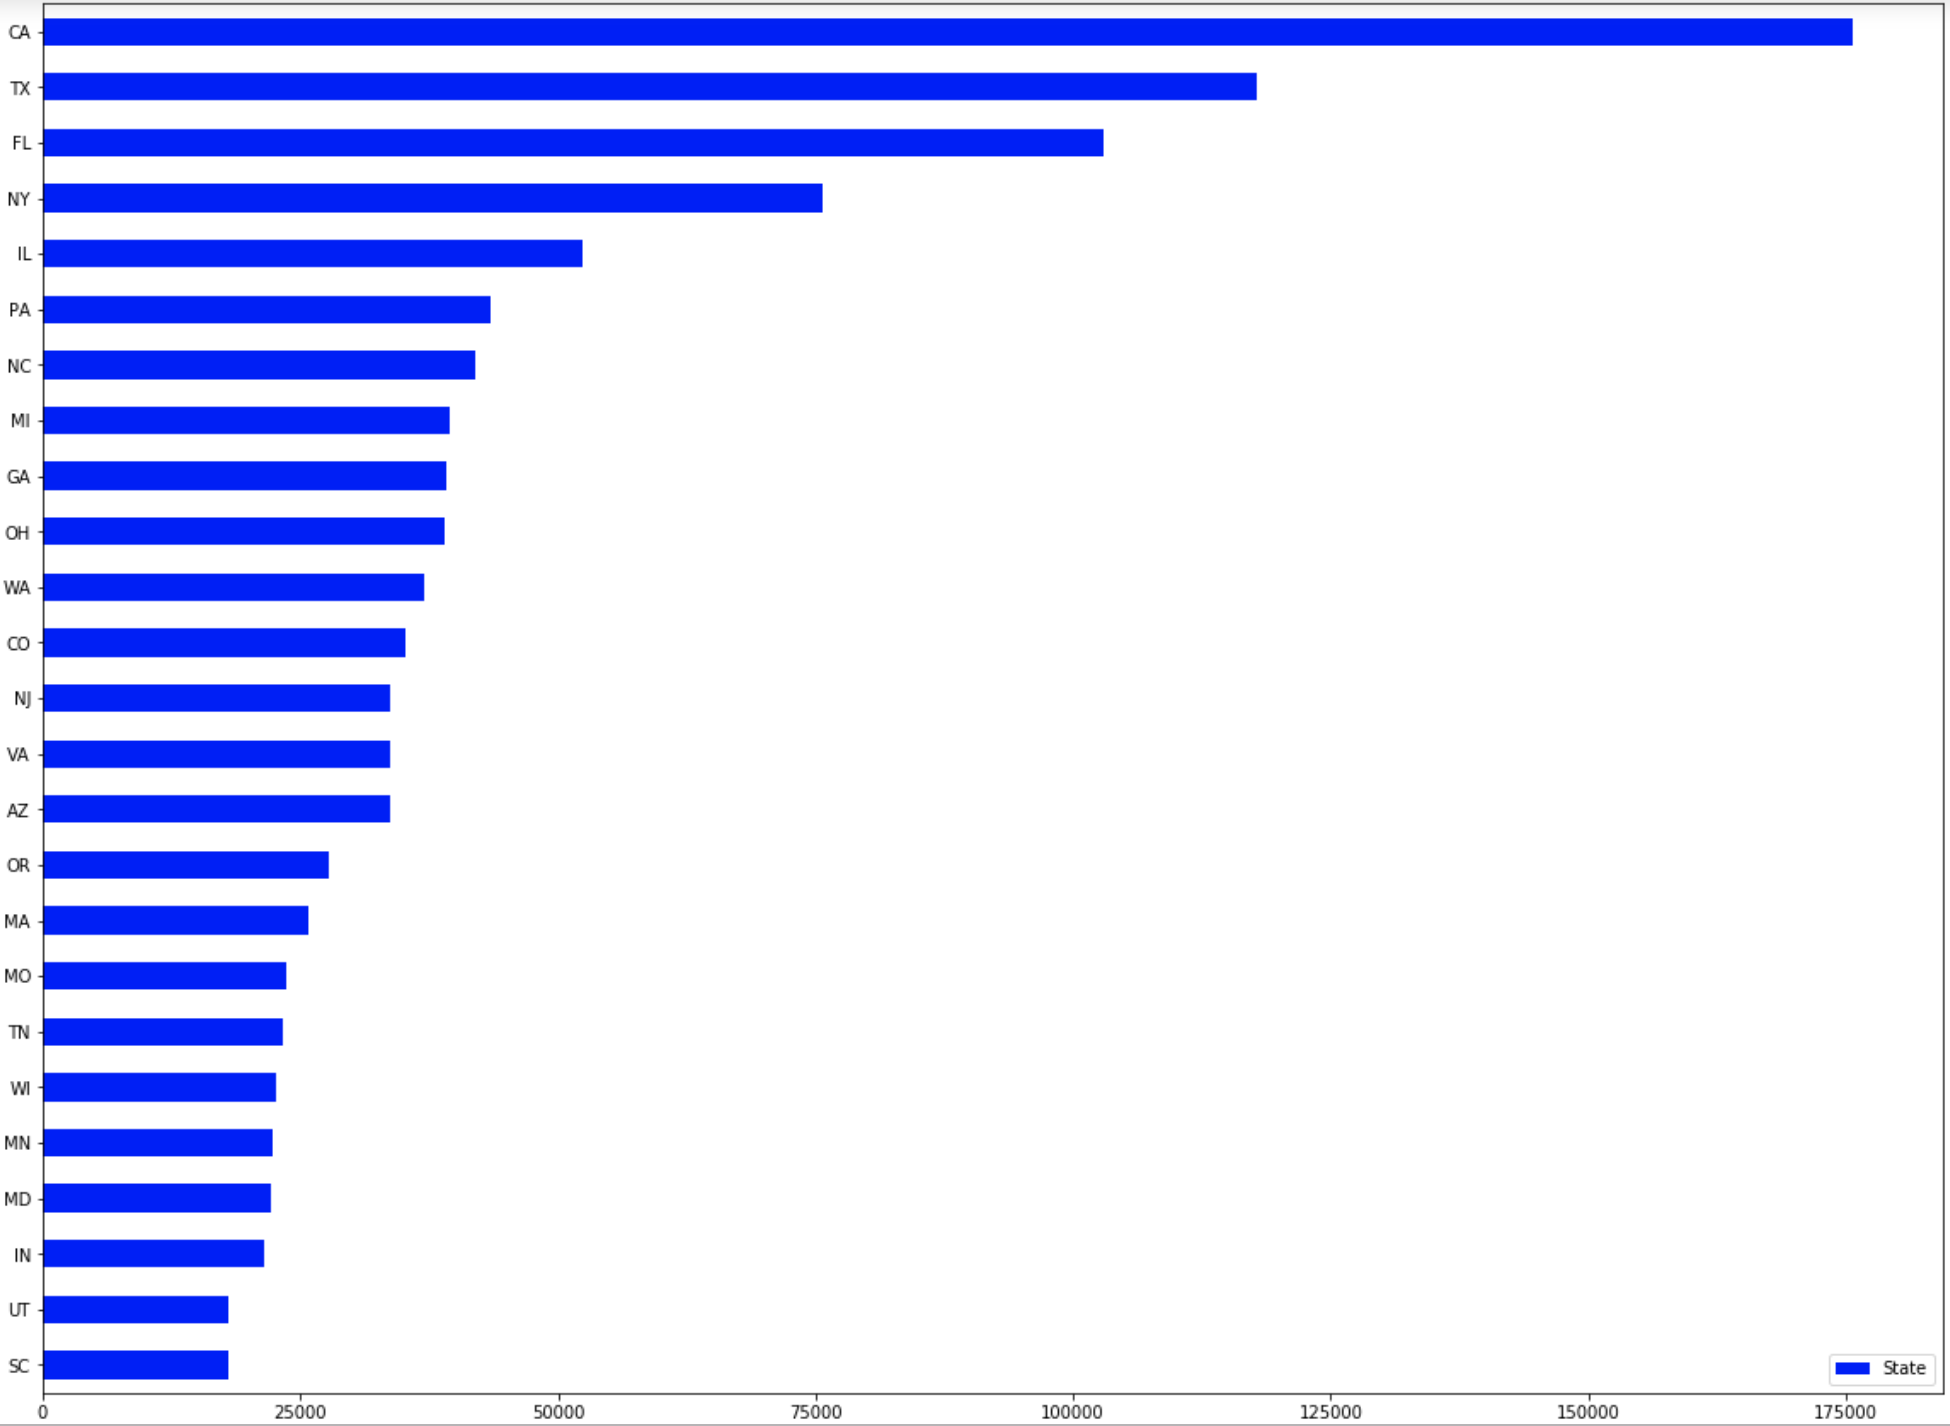 CA
TX
FL
NY
IL
PA
NC
MI
GA
OH
WA
CO
NJ
VA
AZ
OR
MA
MO
TN
WI
MN
MD
IN
UT
SC
State
0 25000 50000 75000 100000 125000 150000 175000